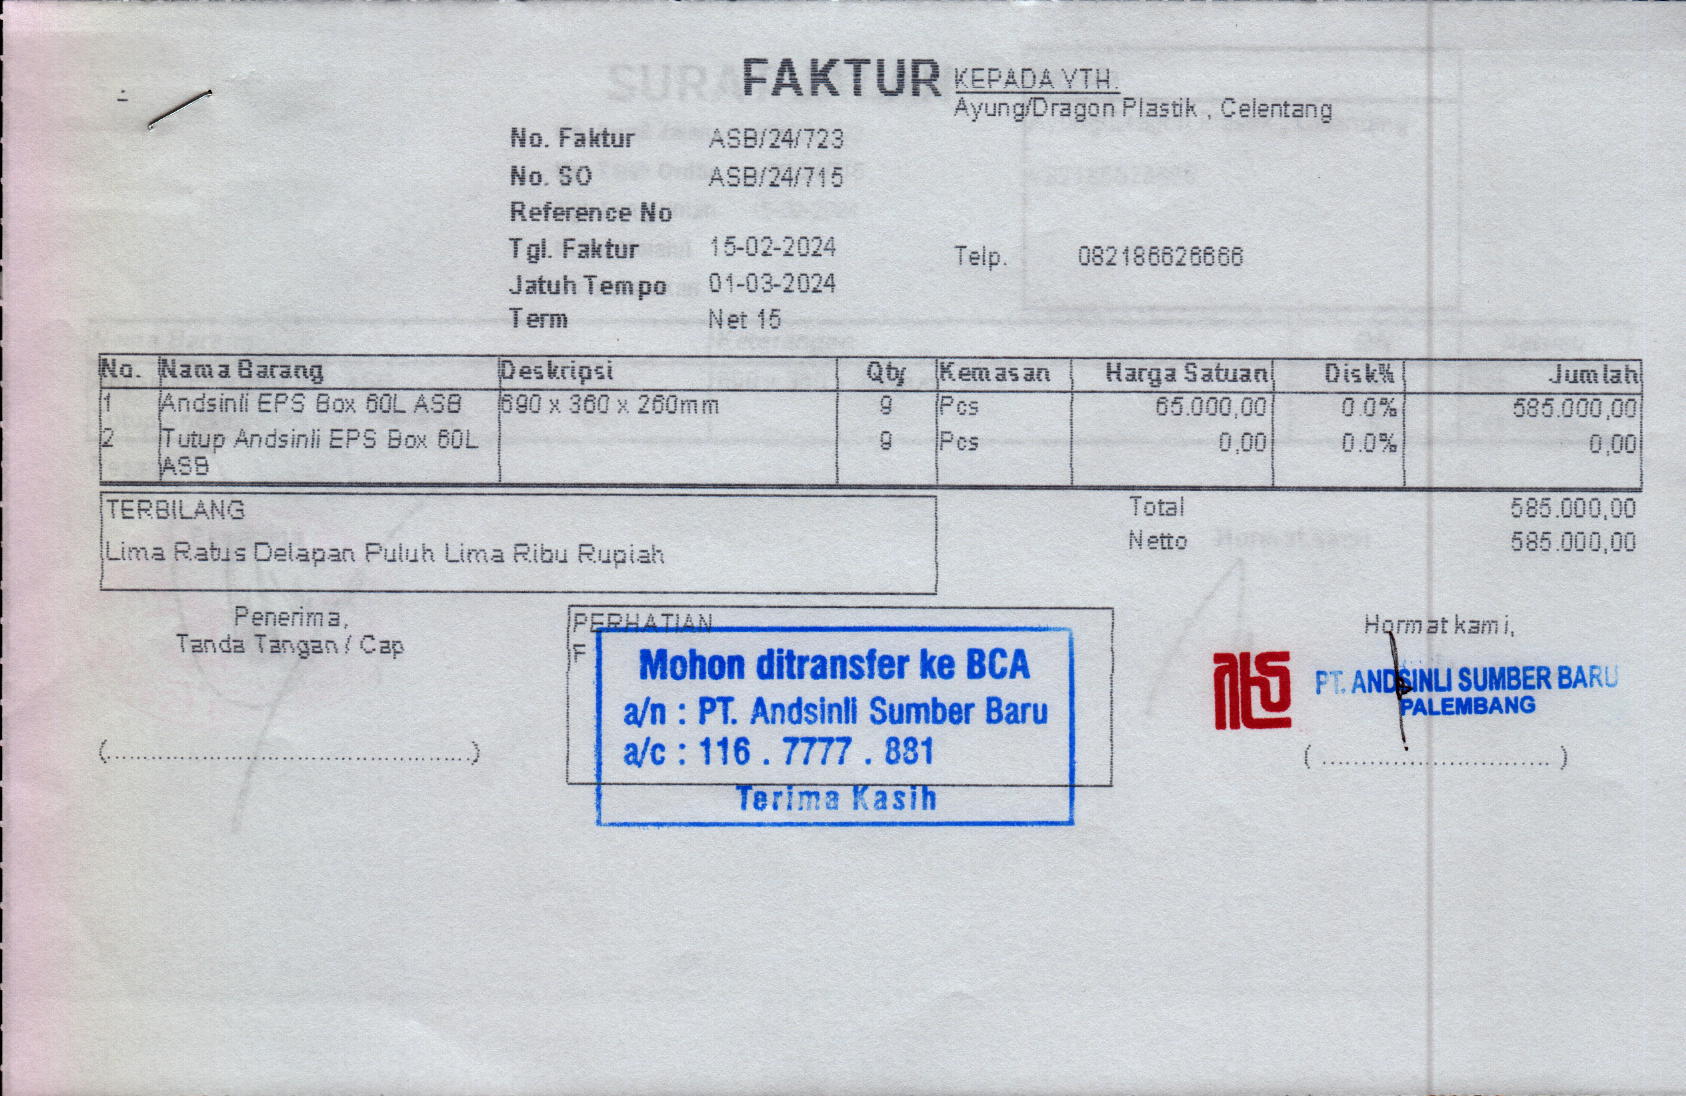 FAKTUR
KEPADA YTH.
Ayung/Dragon Plastik , Celentang
No. Faktur ASB/24/723
No. SO ASB/24/715
Reference No
Tgl. Faktur 15-02-2024
Telp. 082186626666
Jatuh Tempo 01-03-2024
Term Net 15
No. Nama Barang Deskripsi Qty Kemasan Harga Satuan Disk% Jumlah
1 Andsinli EPS Box 60L ASB 690 x 360 x 260mm 9 Pcs 65.000,00 0.0% 585.000,00
2 Tutup Andsinli EPS Box 60L 9 Pcs 0,00 0.0% 0,00
ASB
TERBILANG
Lima Ratus Delapan Puluh Lima Ribu Rupiah
Total 585.000,00
Netto 585.000,00
Penerima,
Tanda Tangan / Cap
(..............................................)
PERHATIAN
F
Mohon ditransfer ke BCA
a/n : PT. Andsinli Sumber Baru
a/c : 116 . 7777 . 881
Terima Kasih
Hormat kami,
PT. ANDSINLI SUMBER BARU
PALEMBANG
( ............................. )